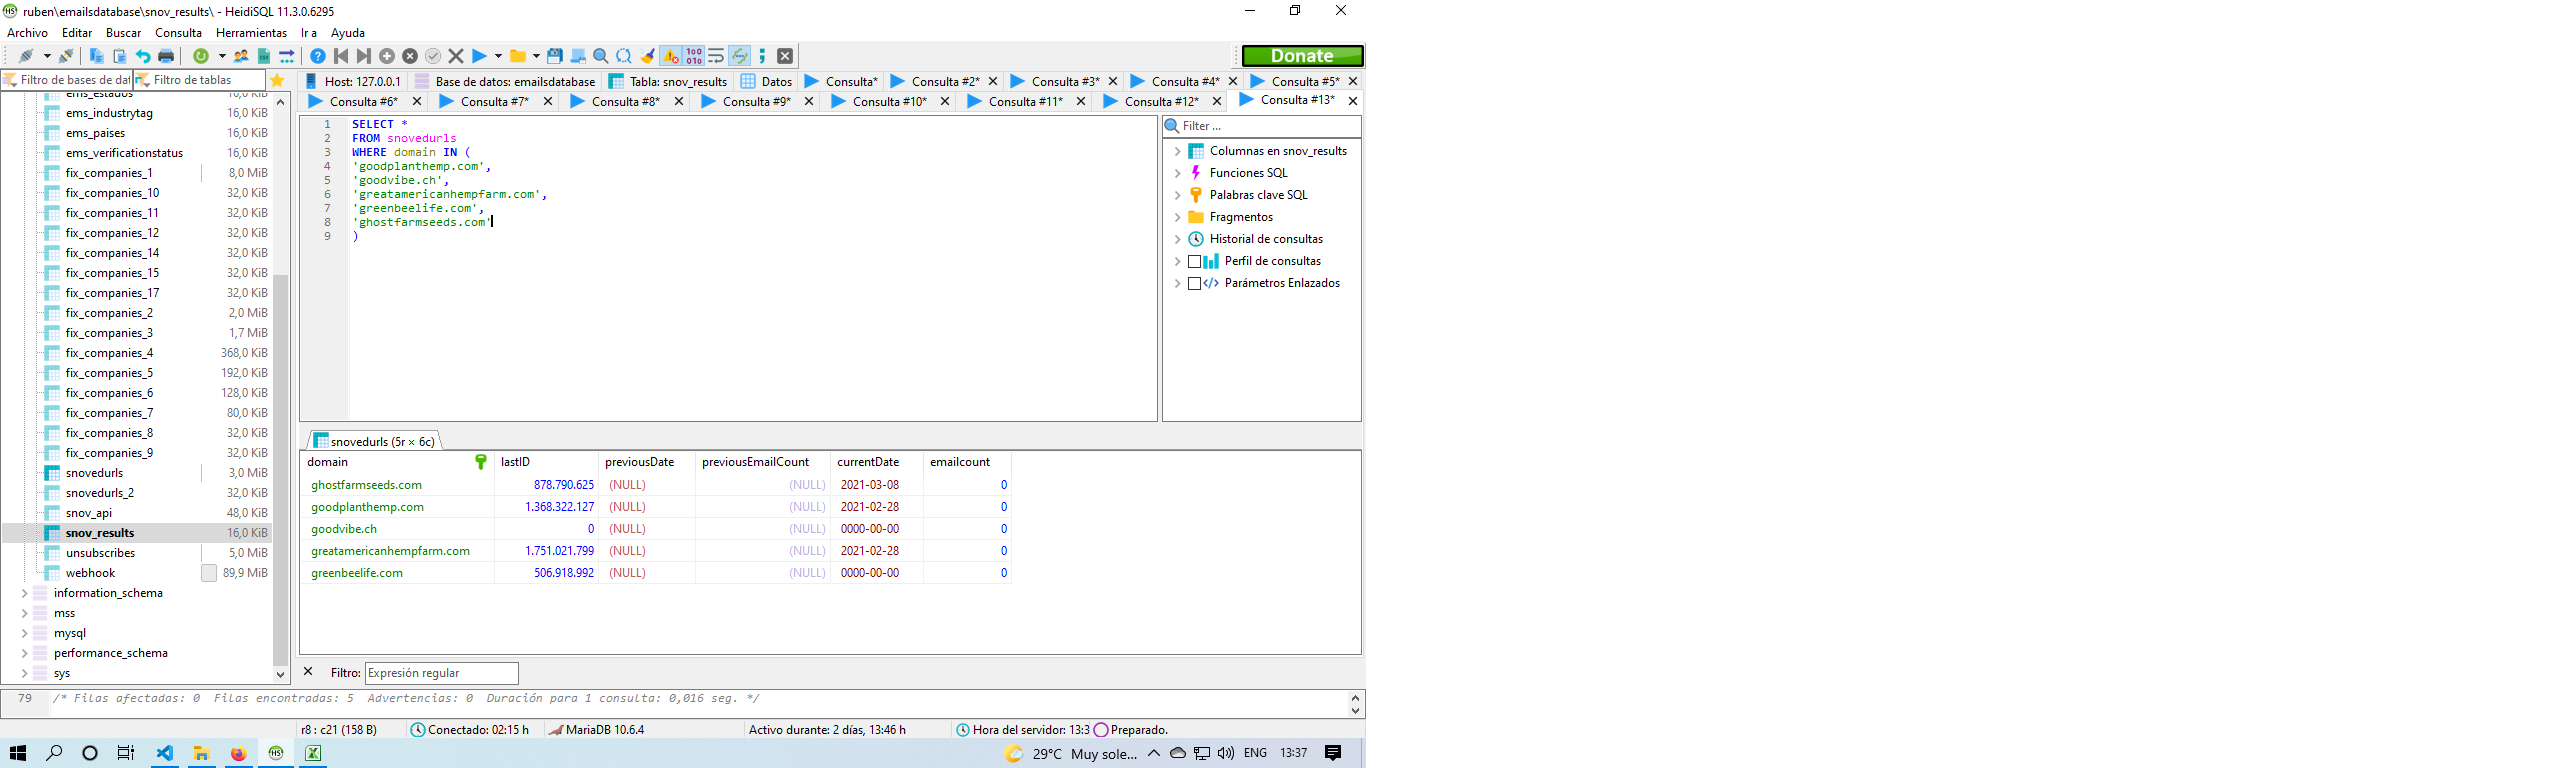 ruben\emailsdatabase\snov_results\ - HeidiSQL 11.3.0.6295
Archivo Editar Buscar Consulta Herramientas Ir a Ayuda
Donate
Filtro de bases de dat Filtro de tablas
Host: 127.0.0.1 Base de datos: emailsdatabase Tabla: snov_results Datos Consulta* Consulta #2* Consulta #3* Consulta #4* Consulta #5*
Consulta #6* Consulta #7* Consulta #8* Consulta #9* Consulta #10* Consulta #11* Consulta #12* Consulta #13*
ems_estados 16,0 KiB
ems_industrytag 16,0 KiB
ems_paises 16,0 KiB
ems_verificationstatus 16,0 KiB
fix_companies_1 8,0 MiB
fix_companies_10 32,0 KiB
fix_companies_11 32,0 KiB
fix_companies_12 32,0 KiB
fix_companies_14 32,0 KiB
fix_companies_15 32,0 KiB
fix_companies_17 32,0 KiB
fix_companies_2 2,0 MiB
fix_companies_3 1,7 MiB
fix_companies_4 368,0 KiB
fix_companies_5 192,0 KiB
fix_companies_6 128,0 KiB
fix_companies_7 80,0 KiB
fix_companies_8 32,0 KiB
fix_companies_9 32,0 KiB
snovedurls 3,0 MiB
snovedurls_2 32,0 KiB
snov_api 48,0 KiB
snov_results 16,0 KiB
unsubscribes 5,0 MiB
webhook 89,9 MiB
information_schema
mss
mysql
performance_schema
sys
1 SELECT *
2 FROM snovedurls
3 WHERE domain IN (
4 'goodplanthemp.com',
5 'goodvibe.ch',
6 'greatamericanhempfarm.com',
7 'greenbeelife.com',
8 'ghostfarmseeds.com'
9 )
Filter ...
Columnas en snov_results
Funciones SQL
Palabras clave SQL
Fragmentos
Historial de consultas
Perfil de consultas
Parámetros Enlazados
snovedurls (5r × 6c)
domain lastID previousDate previousEmailCount currentDate emailcount
ghostfarmseeds.com 878.790.625 (NULL) (NULL) 2021-03-08 0
goodplanthemp.com 1.368.322.127 (NULL) (NULL) 2021-02-28 0
goodvibe.ch 0 (NULL) (NULL) 0000-00-00 0
greatamericanhempfarm.com 1.751.021.799 (NULL) (NULL) 2021-02-28 0
greenbeelife.com 506.918.992 (NULL) (NULL) 0000-00-00 0
Filtro: Expresión regular
79 /* Filas afectadas: 0 Filas encontradas: 5 Advertencias: 0 Duración para 1 consulta: 0,016 seg. */
r8 : c21 (158 B) Conectado: 02:15 h MariaDB 10.6.4 Activo durante: 2 días, 13:46 h Hora del servidor: 13:3 Preparado.
29°C Muy sole... ENG 13:37